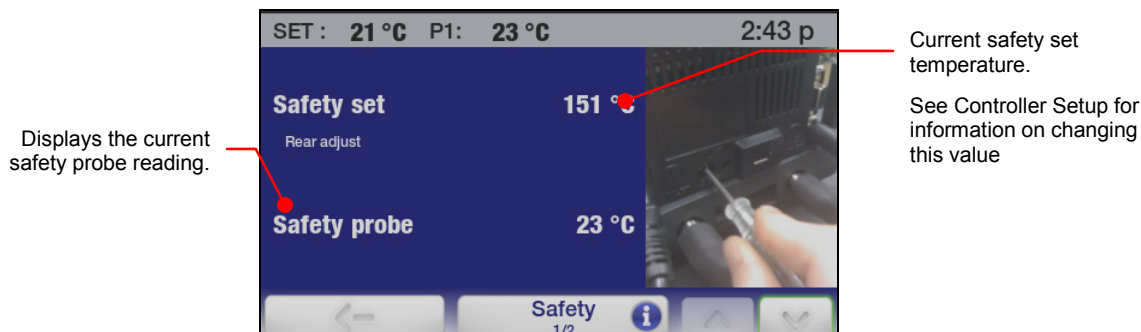 SET : 21 °C P1: 23 °C 2:43 p
Safety set 151 °C
Rear adjust
Safety probe 23 °C
Safety
1/2
Displays the current
safety probe reading.
Current safety set
temperature.
See Controller Setup for
information on changing
this value